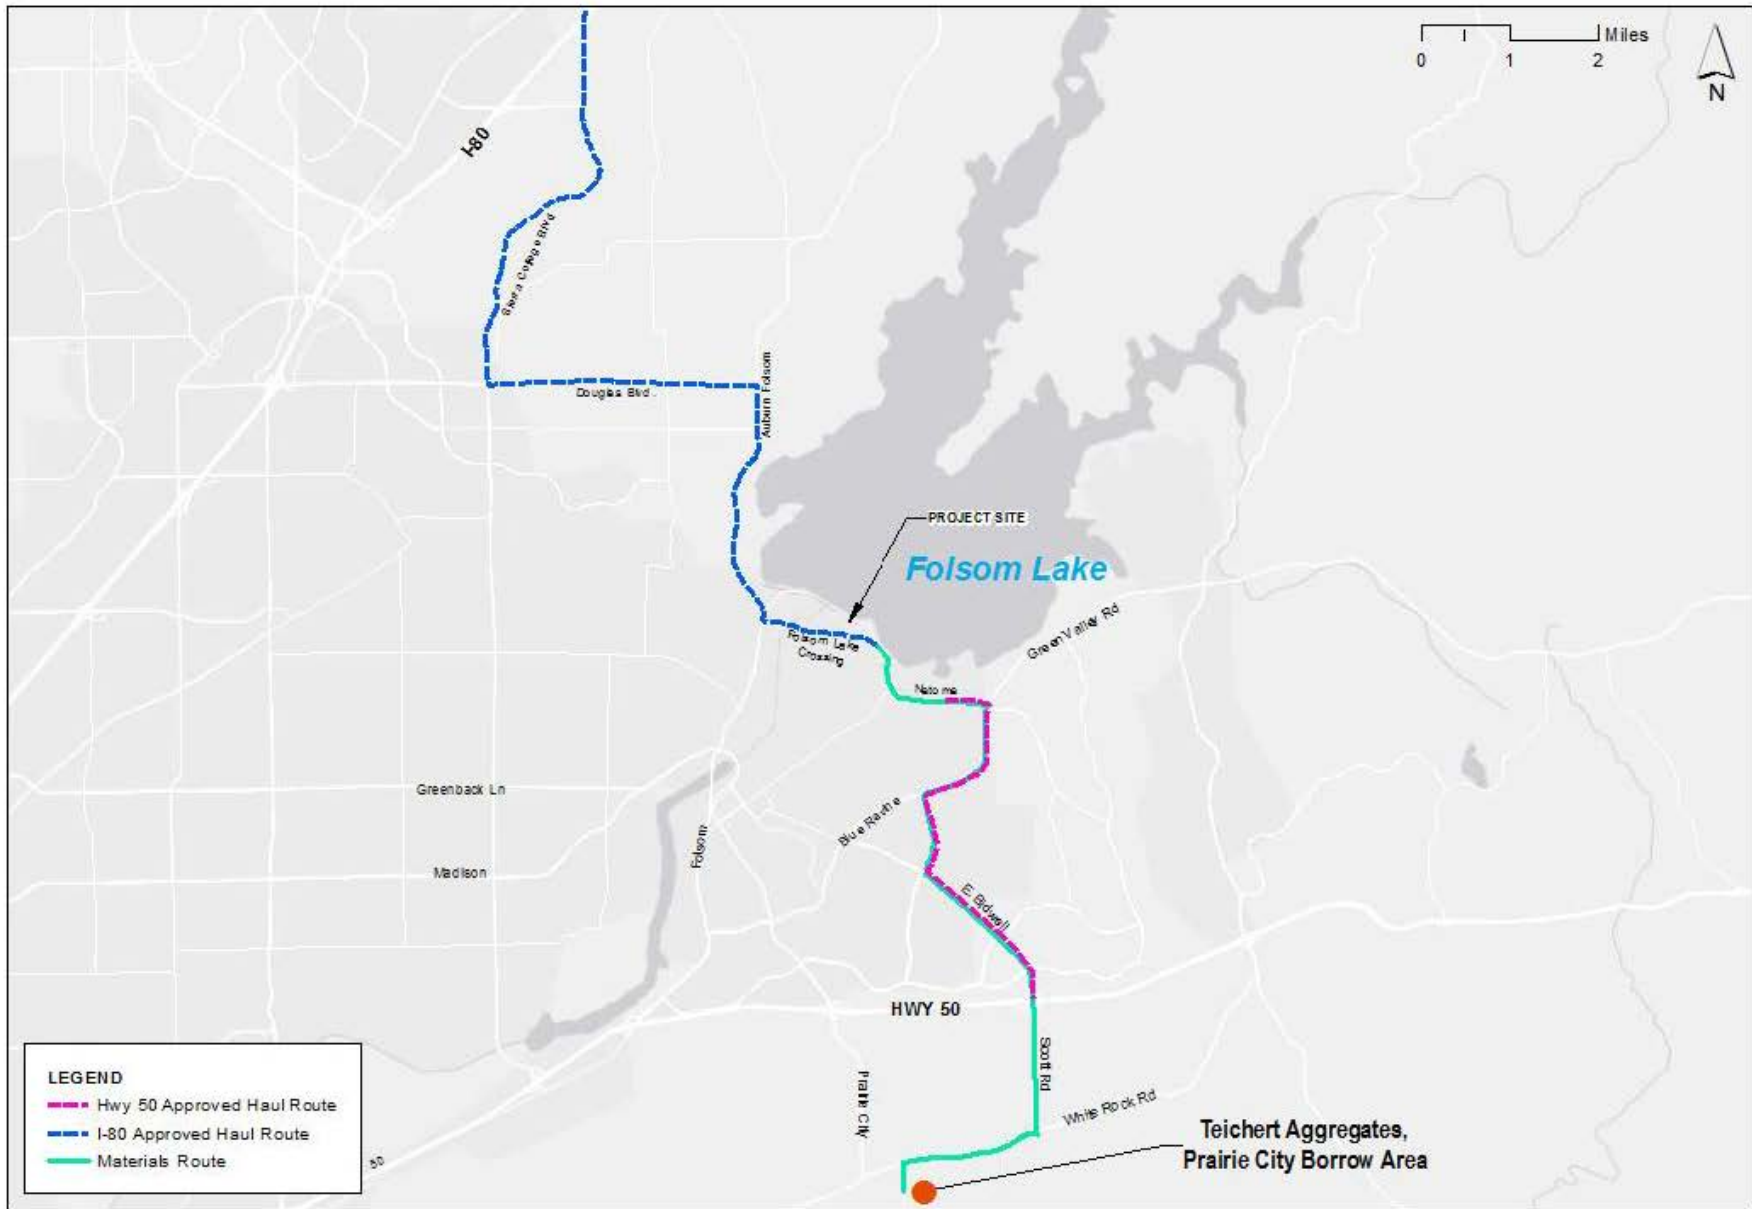 Miles
0 1 2
N
I-80
Sierra College Blvd
Douglas Blvd.
Auburn Folsom
PROJECT SITE
Folsom Lake
Folsom Lake
Crossing
Green Valley Rd
Natoma
Greenback Ln
Blue Ravine
Folsom
Madison
E. Bidwell
HWY 50
Scott Rd
Prairie City
White Rock Rd
50
Teichert Aggregates,
Prairie City Borrow Area
LEGEND
Hwy 50 Approved Haul Route
I-80 Approved Haul Route
Materials Route